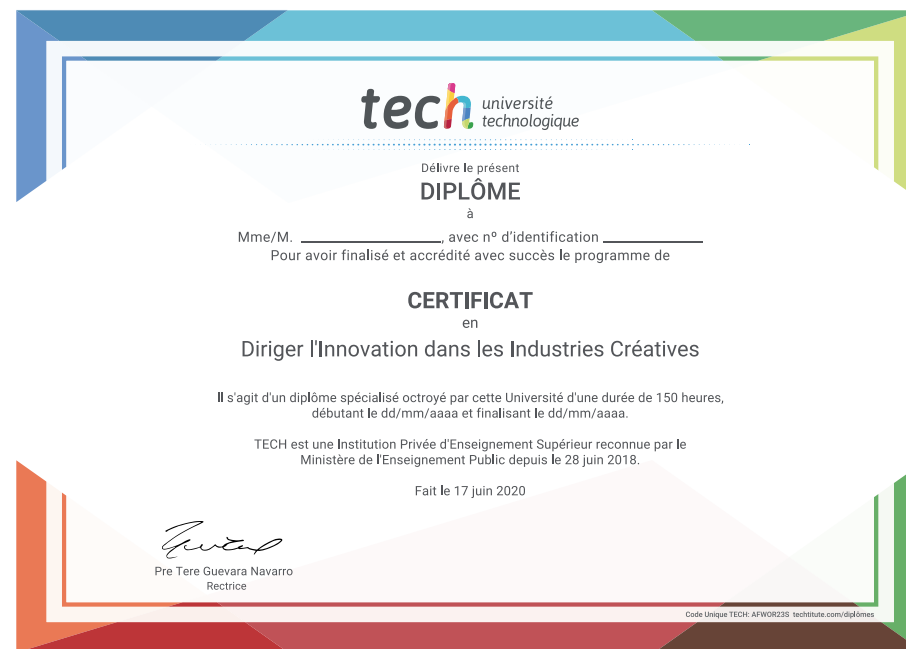 tech université
technologique
Délivre le présent
DIPLÔME
à
Mme/M. ____________________, avec nº d'identification ______________
Pour avoir finalisé et accrédité avec succès le programme de
CERTIFICAT
en
Diriger l'Innovation dans les Industries Créatives
Il s'agit d'un diplôme spécialisé octroyé par cette Université d'une durée de 150 heures,
débutant le dd/mm/aaaa et finalisant le dd/mm/aaaa.
TECH est une Institution Privée d'Enseignement Supérieur reconnue par le
Ministère de l'Enseignement Public depuis le 28 juin 2018.
Fait le 17 juin 2020
Pre Tere Guevara Navarro
Rectrice
Code Unique TECH: AFWOR23S techtitute.com/diplômes